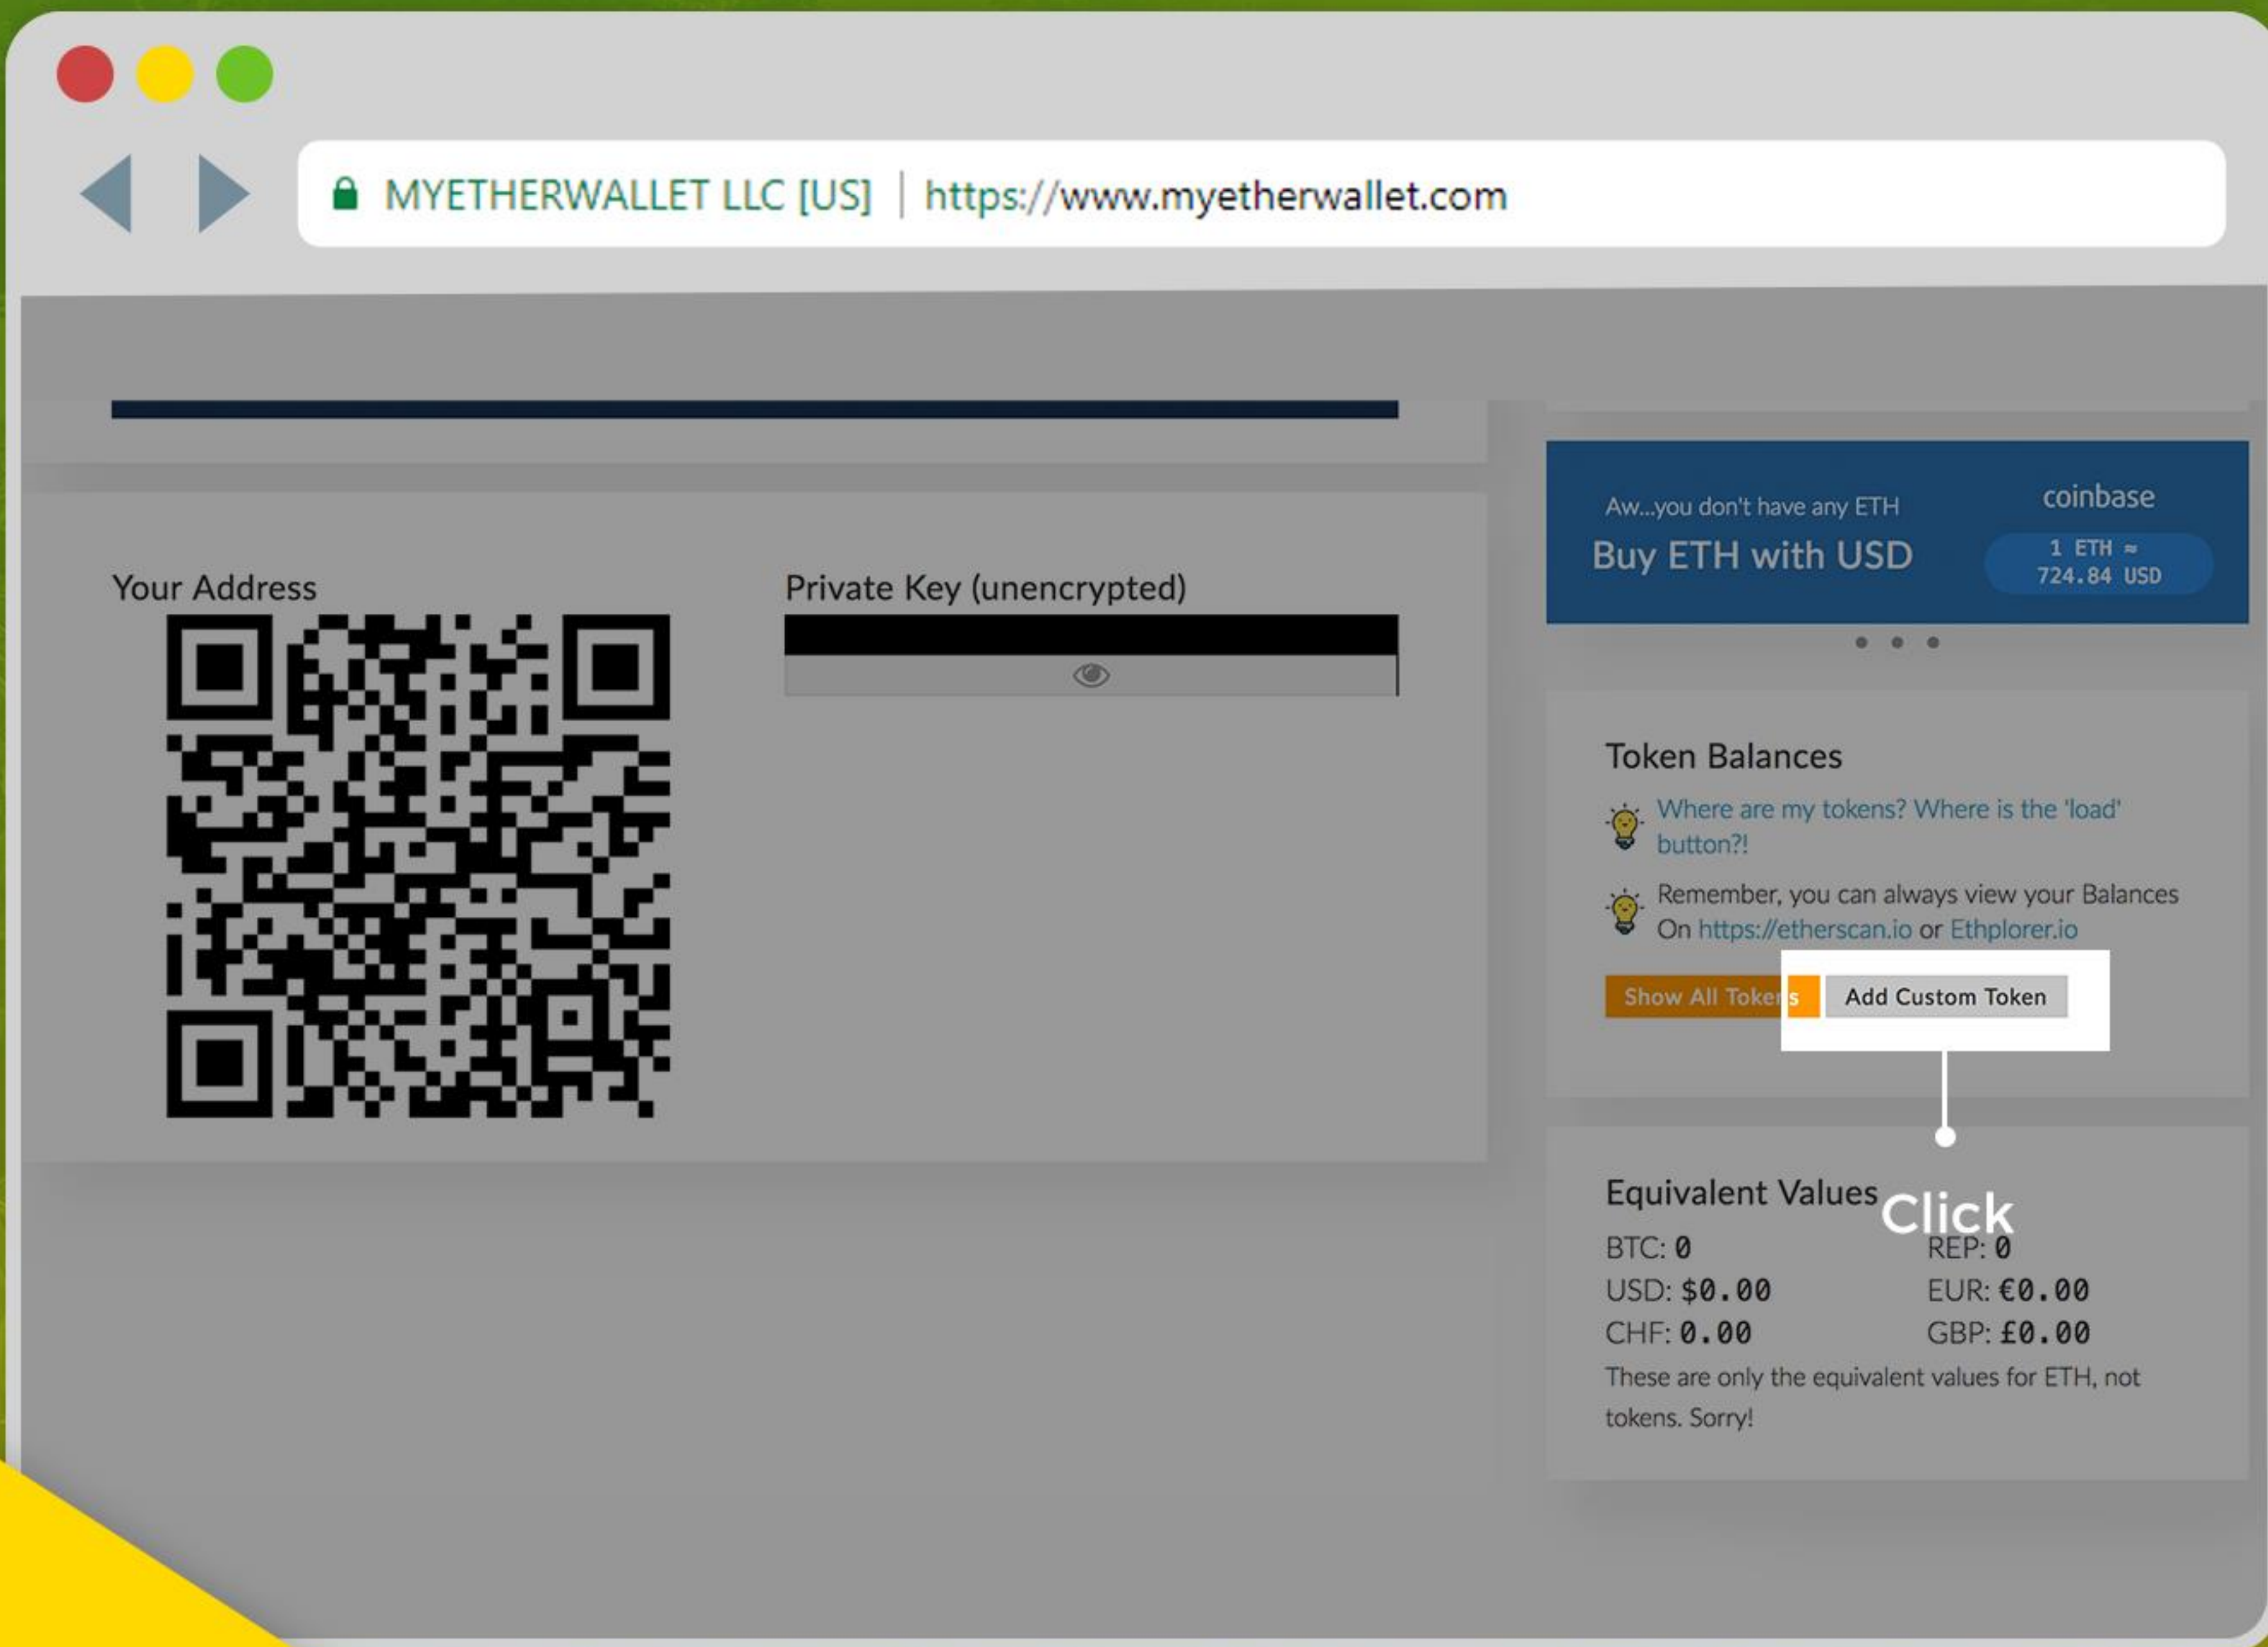 MYETHERWALLET LLC [US] | https://www.myetherwallet.com
Your Address
Private Key (unencrypted)
Aw...you don't have any ETH
Buy ETH with USD
coinbase
1 ETH ≈
724.84 USD
Token Balances
Where are my tokens? Where is the 'load'
button?!
Remember, you can always view your Balances
On https://etherscan.io or Ethplorer.io
Show All Tokens
Add Custom Token
Click
Equivalent Values
BTC: 0
REP: 0
USD: $0.00
EUR: €0.00
CHF: 0.00
GBP: £0.00
These are only the equivalent values for ETH, not
tokens. Sorry!